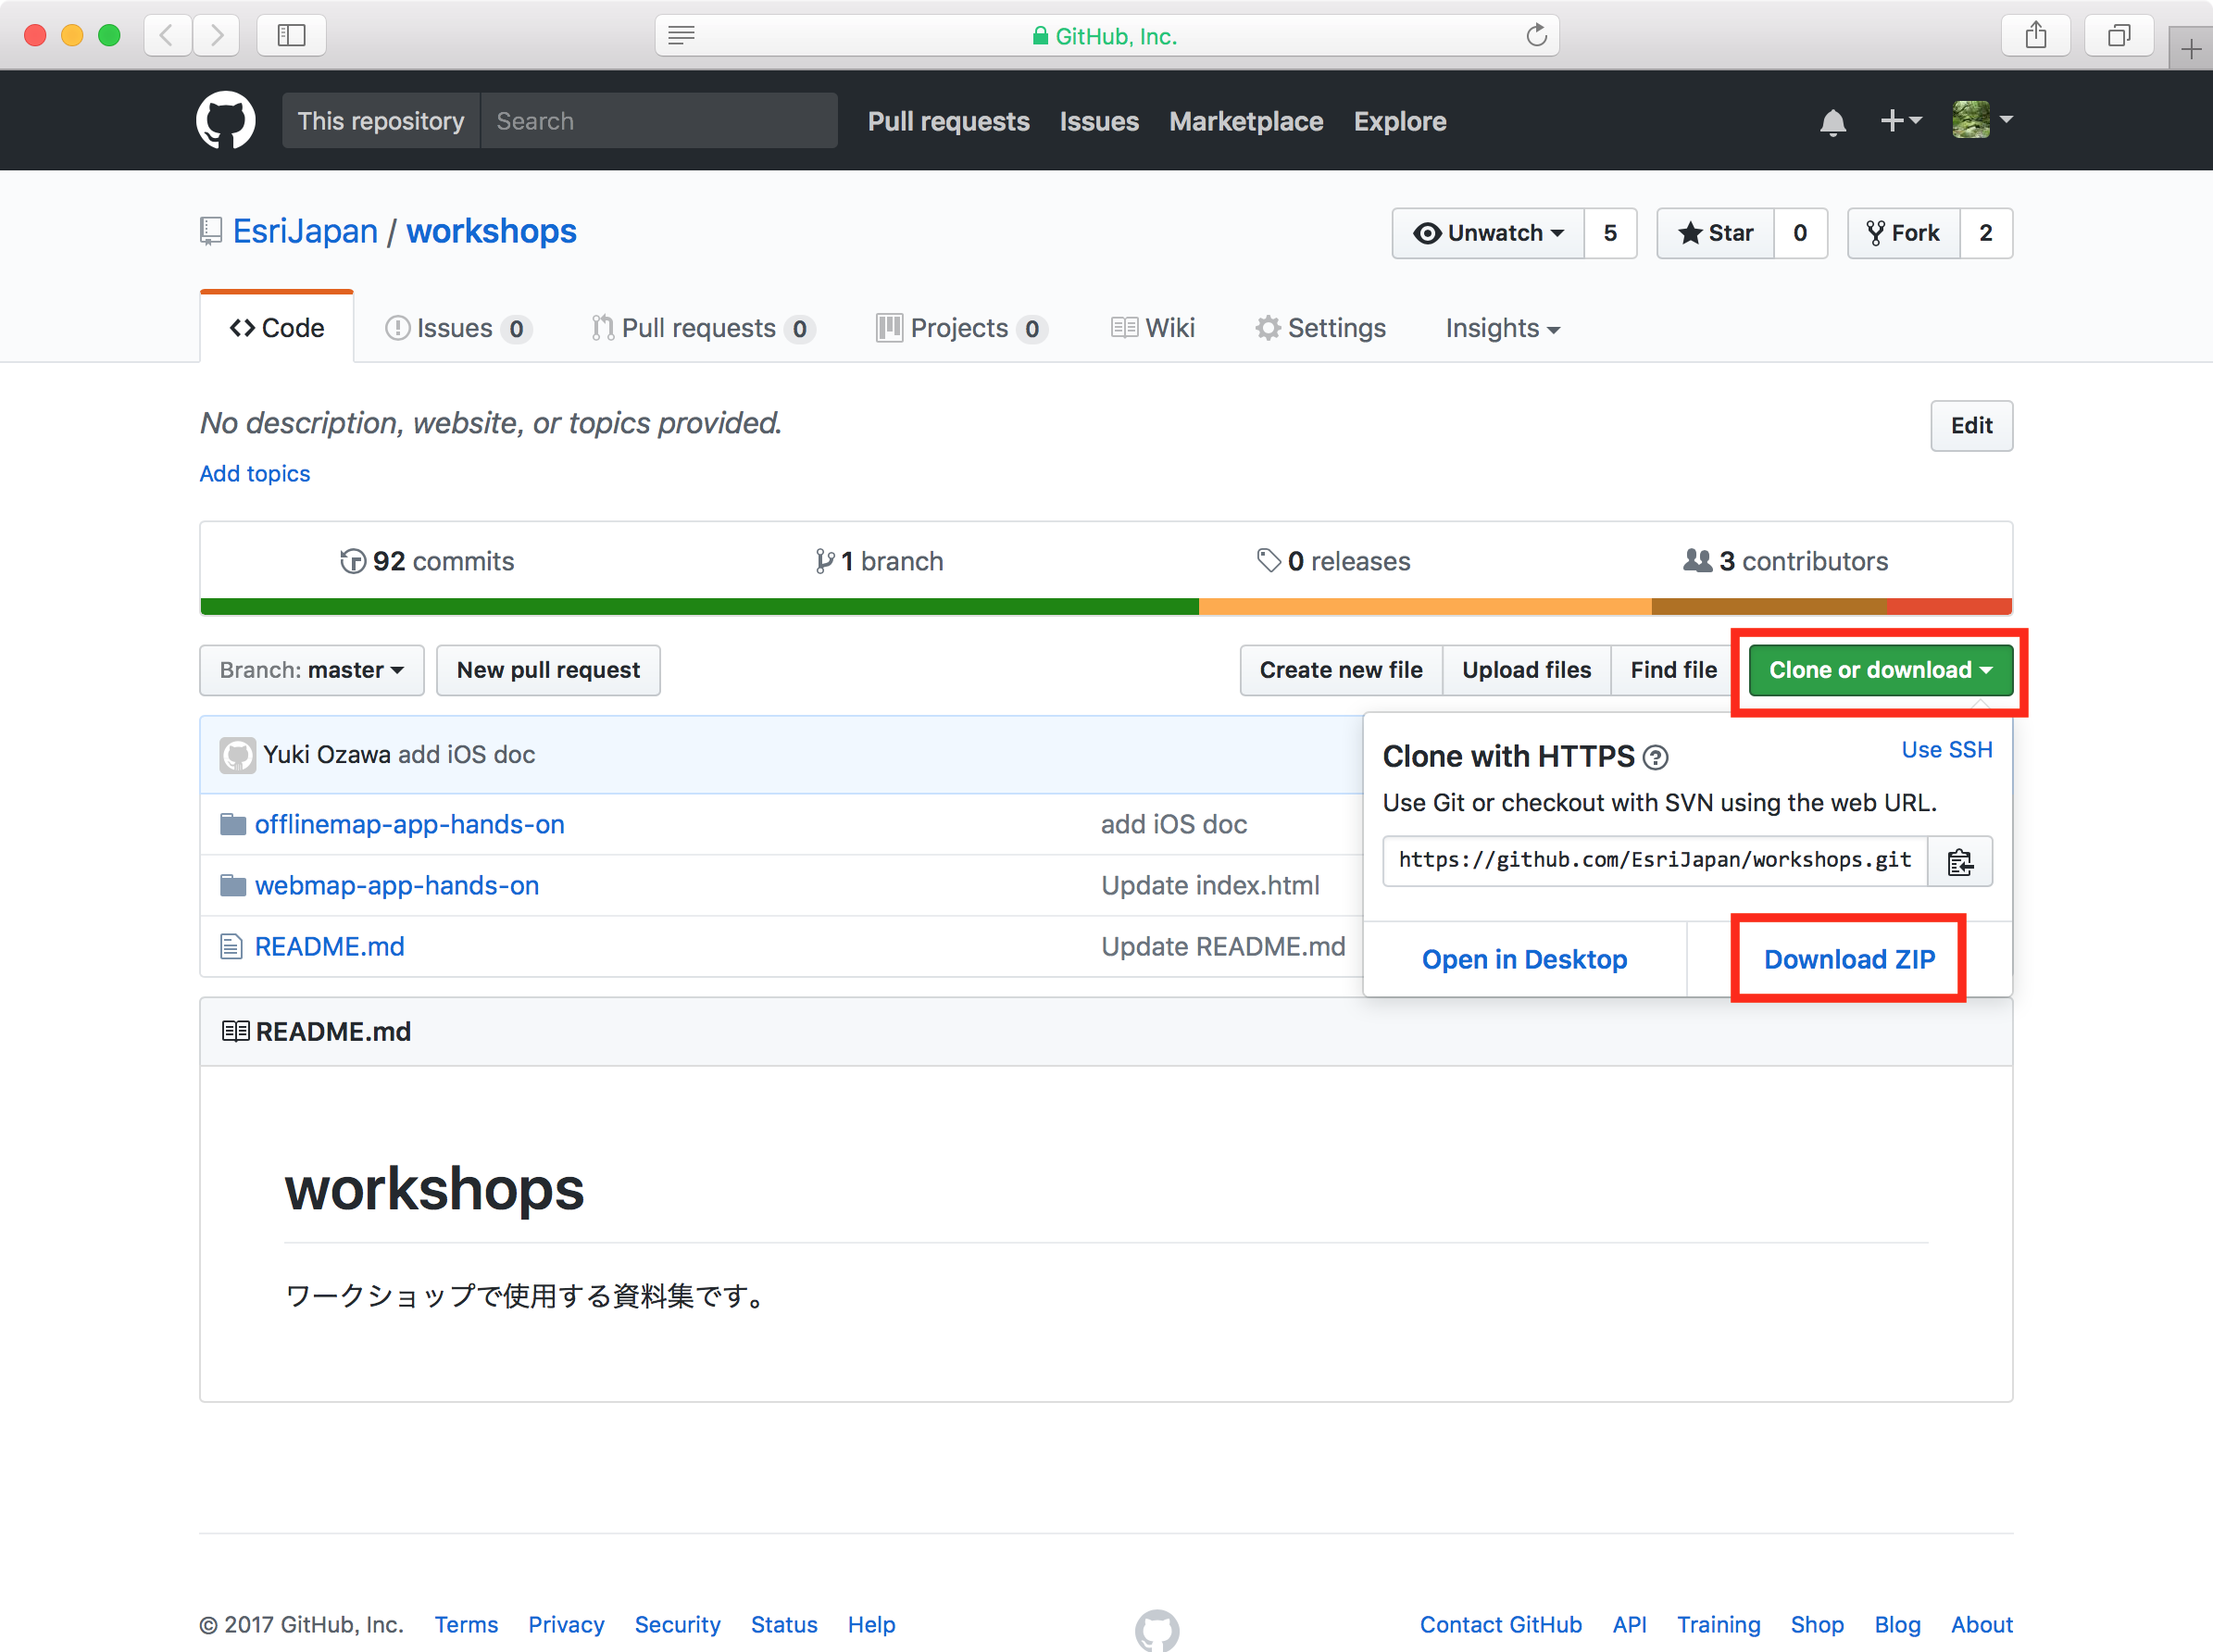 GitHub, Inc.
This repository Search Pull requests Issues Marketplace Explore
EsriJapan / workshops
Unwatch 5 Star 0 Fork 2
Code Issues 0 Pull requests 0 Projects 0 Wiki Settings Insights
No description, website, or topics provided.
Edit
Add topics
92 commits 1 branch 0 releases 3 contributors
Branch: master New pull request Create new file Upload files Find file Clone or download
Yuki Ozawa add iOS doc
offlinemap-app-hands-on add iOS doc
webmap-app-hands-on Update index.html
README.md Update README.md
Clone with HTTPS Use SSH
Use Git or checkout with SVN using the web URL.
https://github.com/EsriJapan/workshops.git
Open in Desktop Download ZIP
README.md
workshops
ワークショップで使用する資料集です。
© 2017 GitHub, Inc. Terms Privacy Security Status Help Contact GitHub API Training Shop Blog About